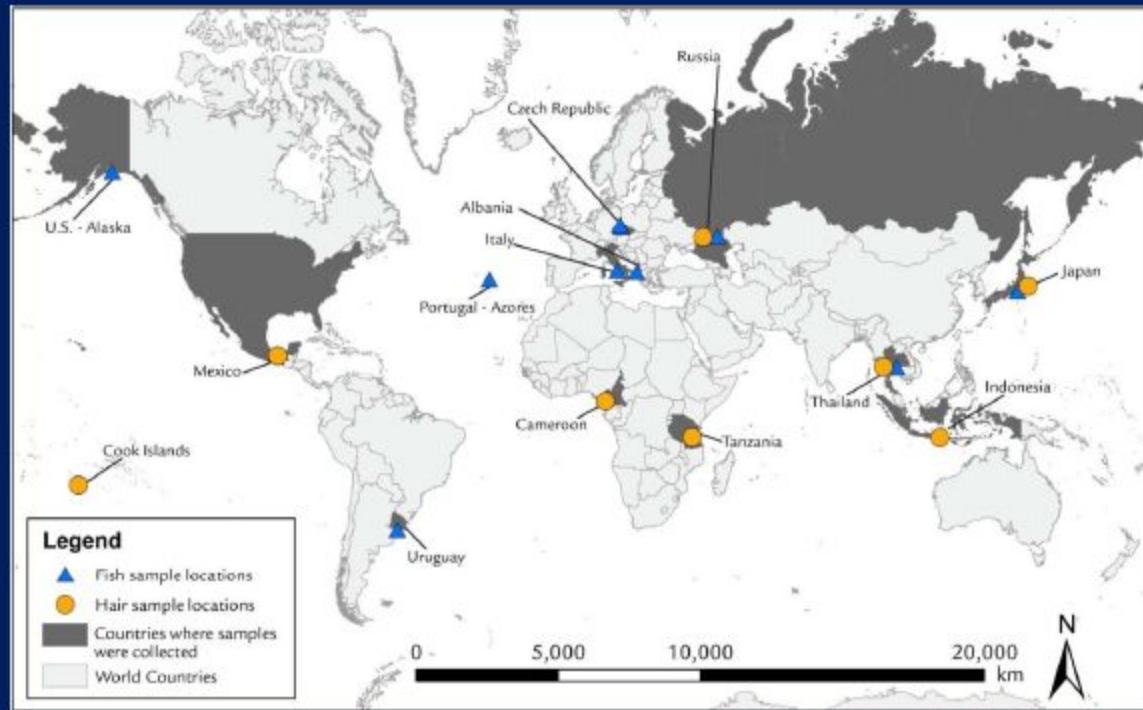 Russia
Czech Republic
Albania
Italy
U.S. - Alaska
Portugal - Azores
Japan
Mexico
Thailand
Indonesia
Cameroon
Tanzania
Cook Islands
Uruguay
Legend
Fish sample locations
Hair sample locations
Countries where samples
were collected
World Countries
0 5,000 10,000 20,000
km
N